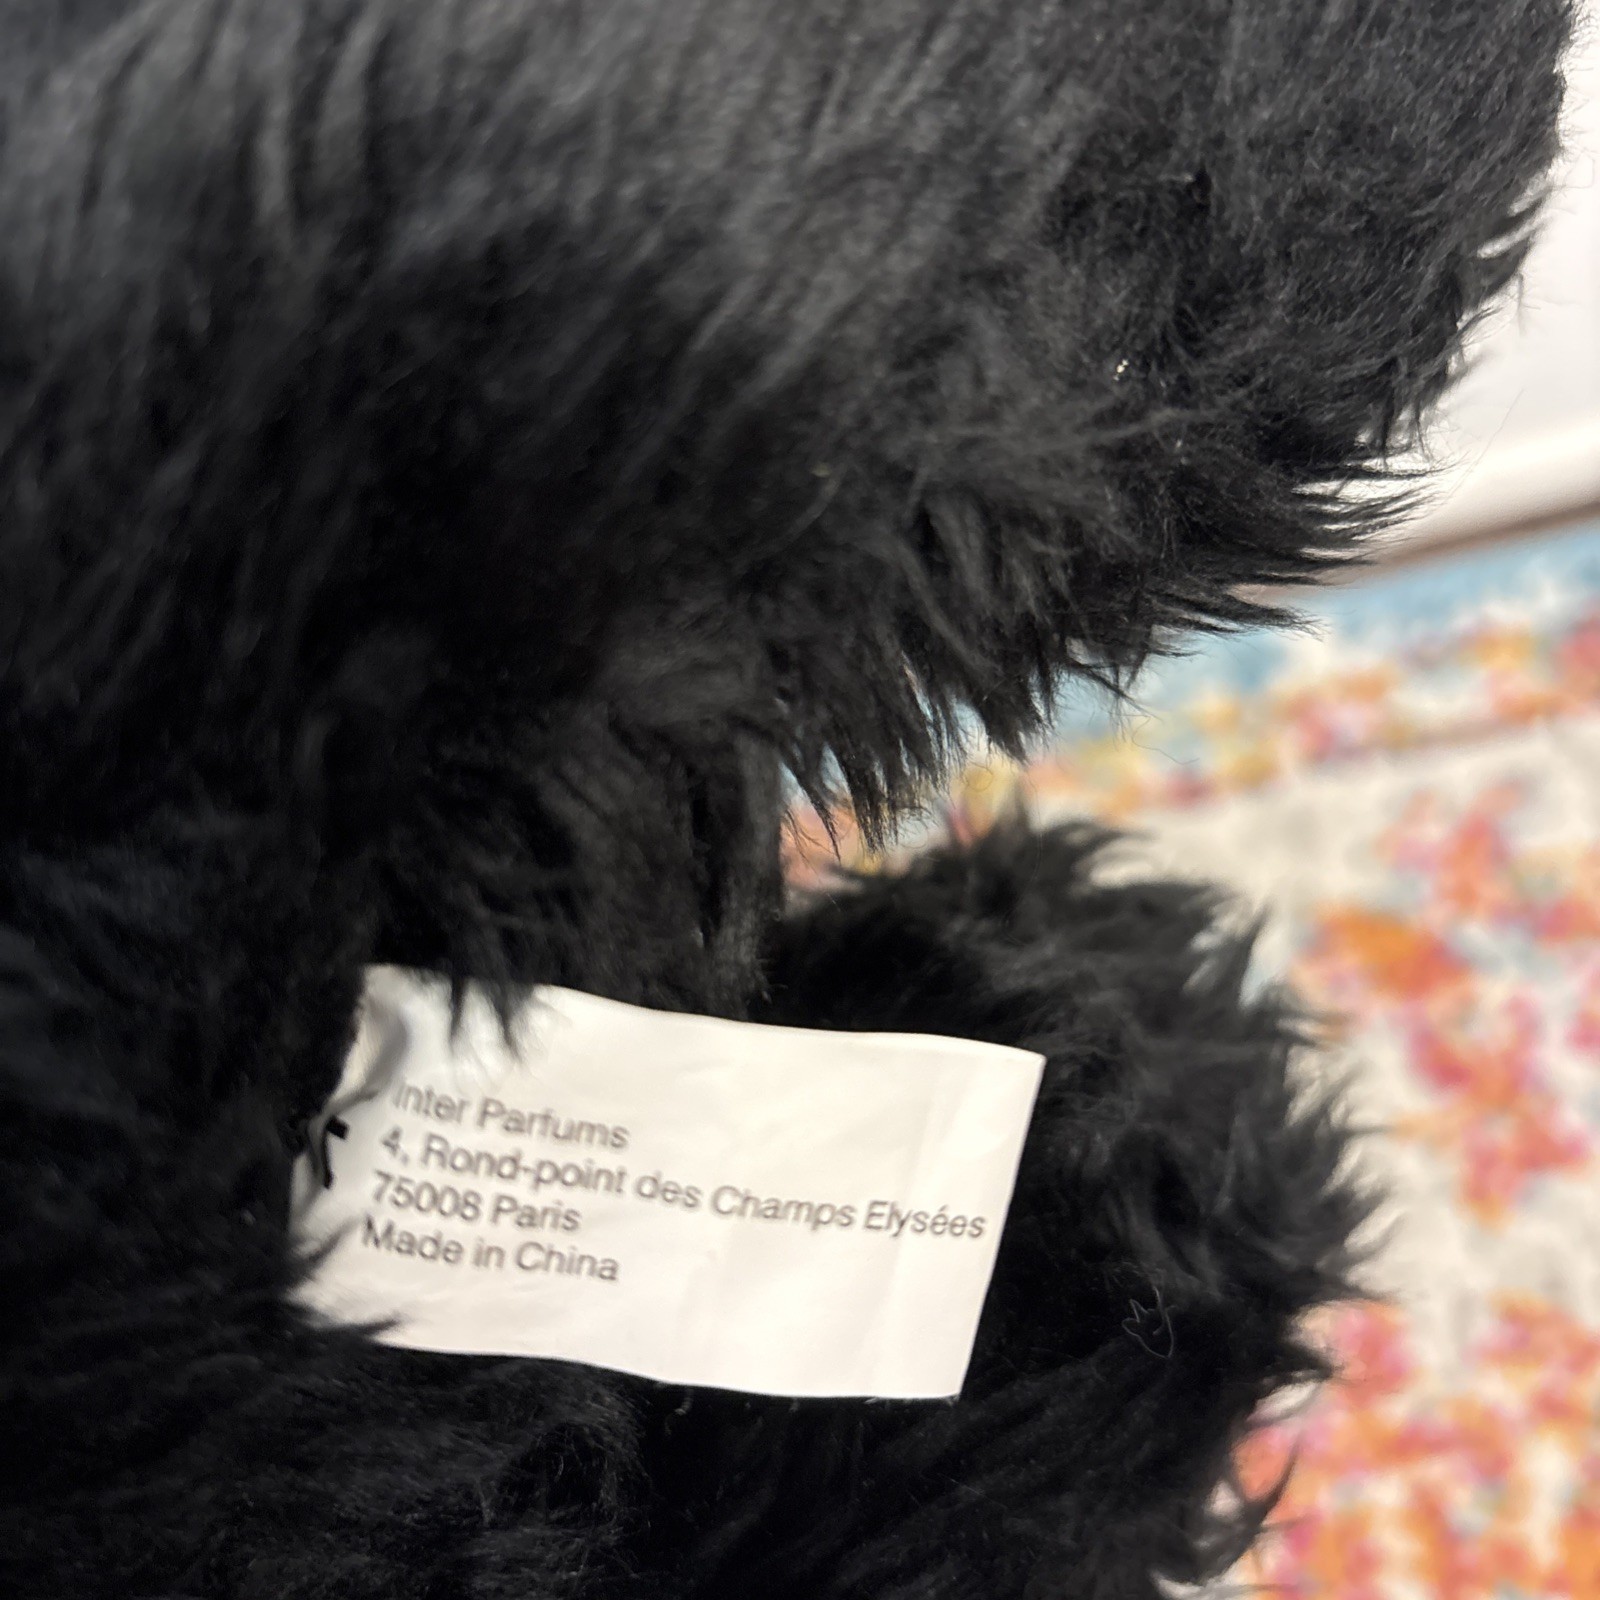 Inter Parfums
4, Rond-point des Champs Elysées
75008 Paris
Made in China